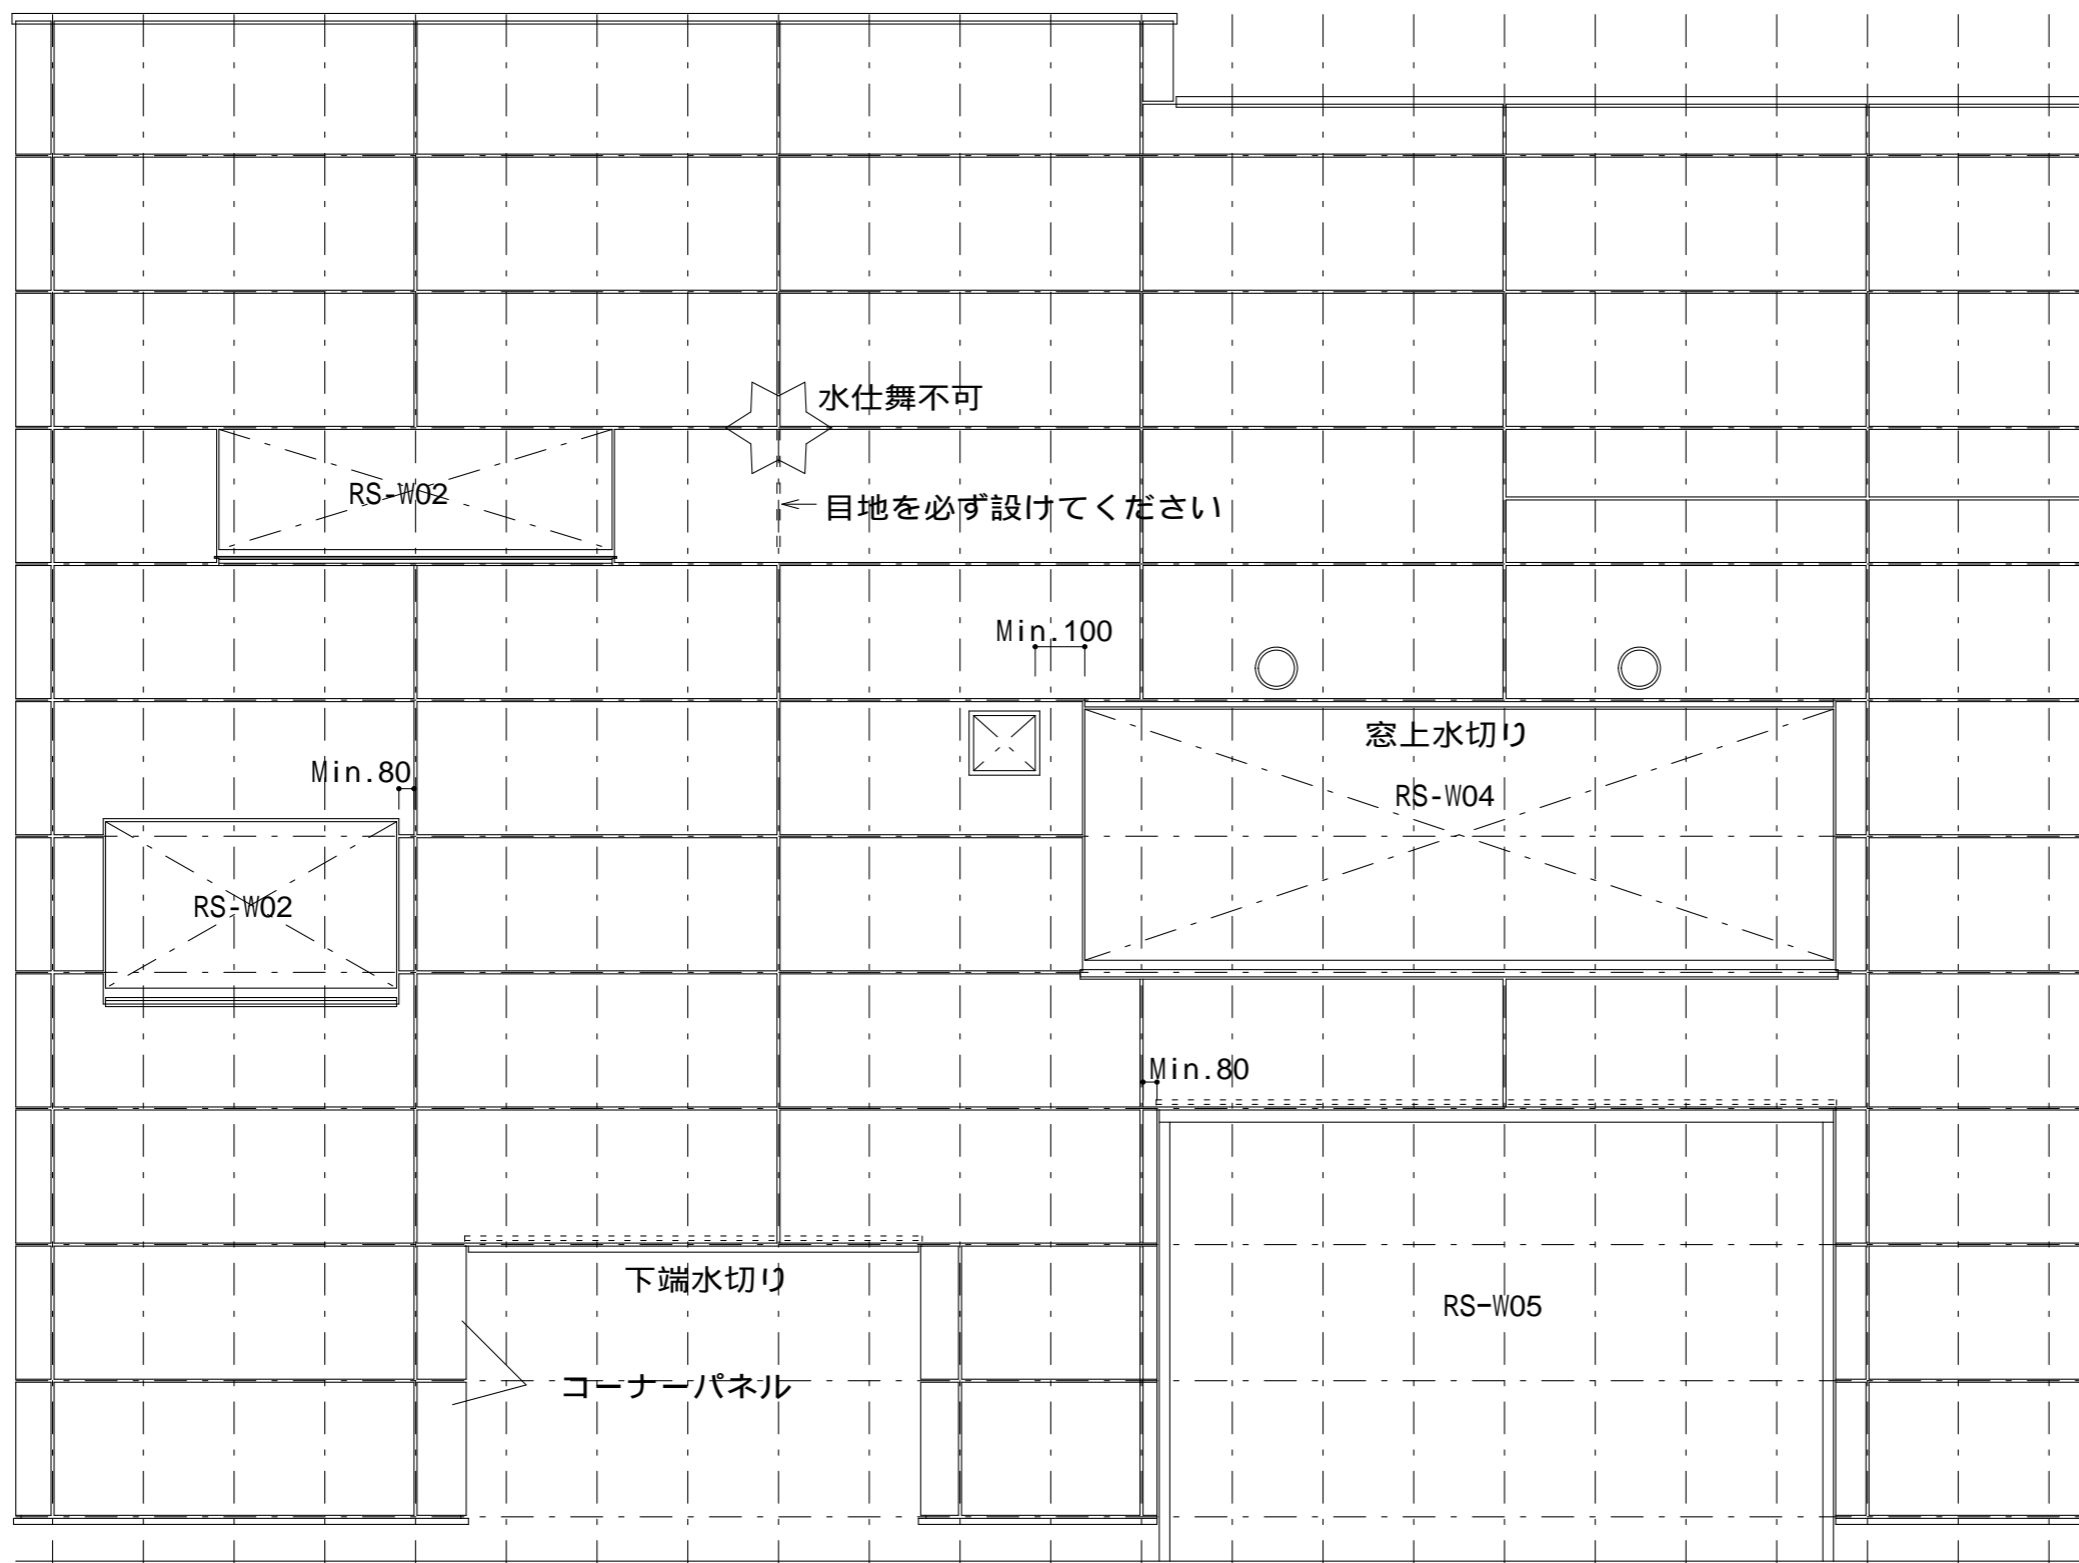 水仕舞不可
RS-W02
目地を必ず設けてください
Min.100
窓上水切り
Min.80
RS-W04
RS-W02
Min.80
下端水切り
RS-W05
コーナーパネル